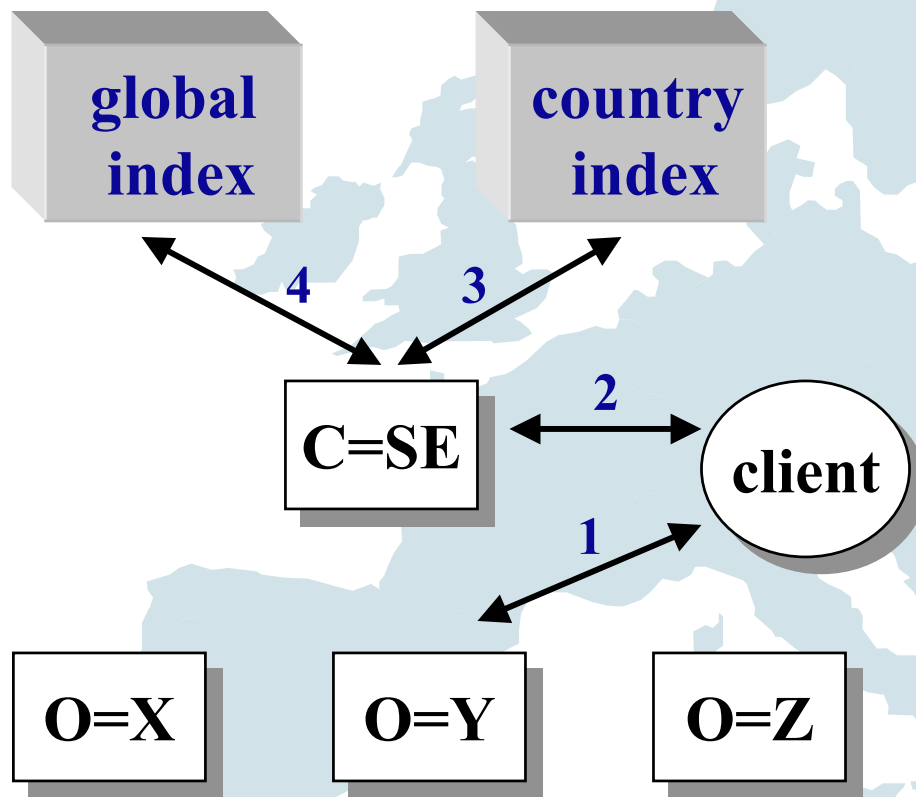 global
index
country
index
4
3
2
C=SE
client
1
O=X
O=Y
O=Z